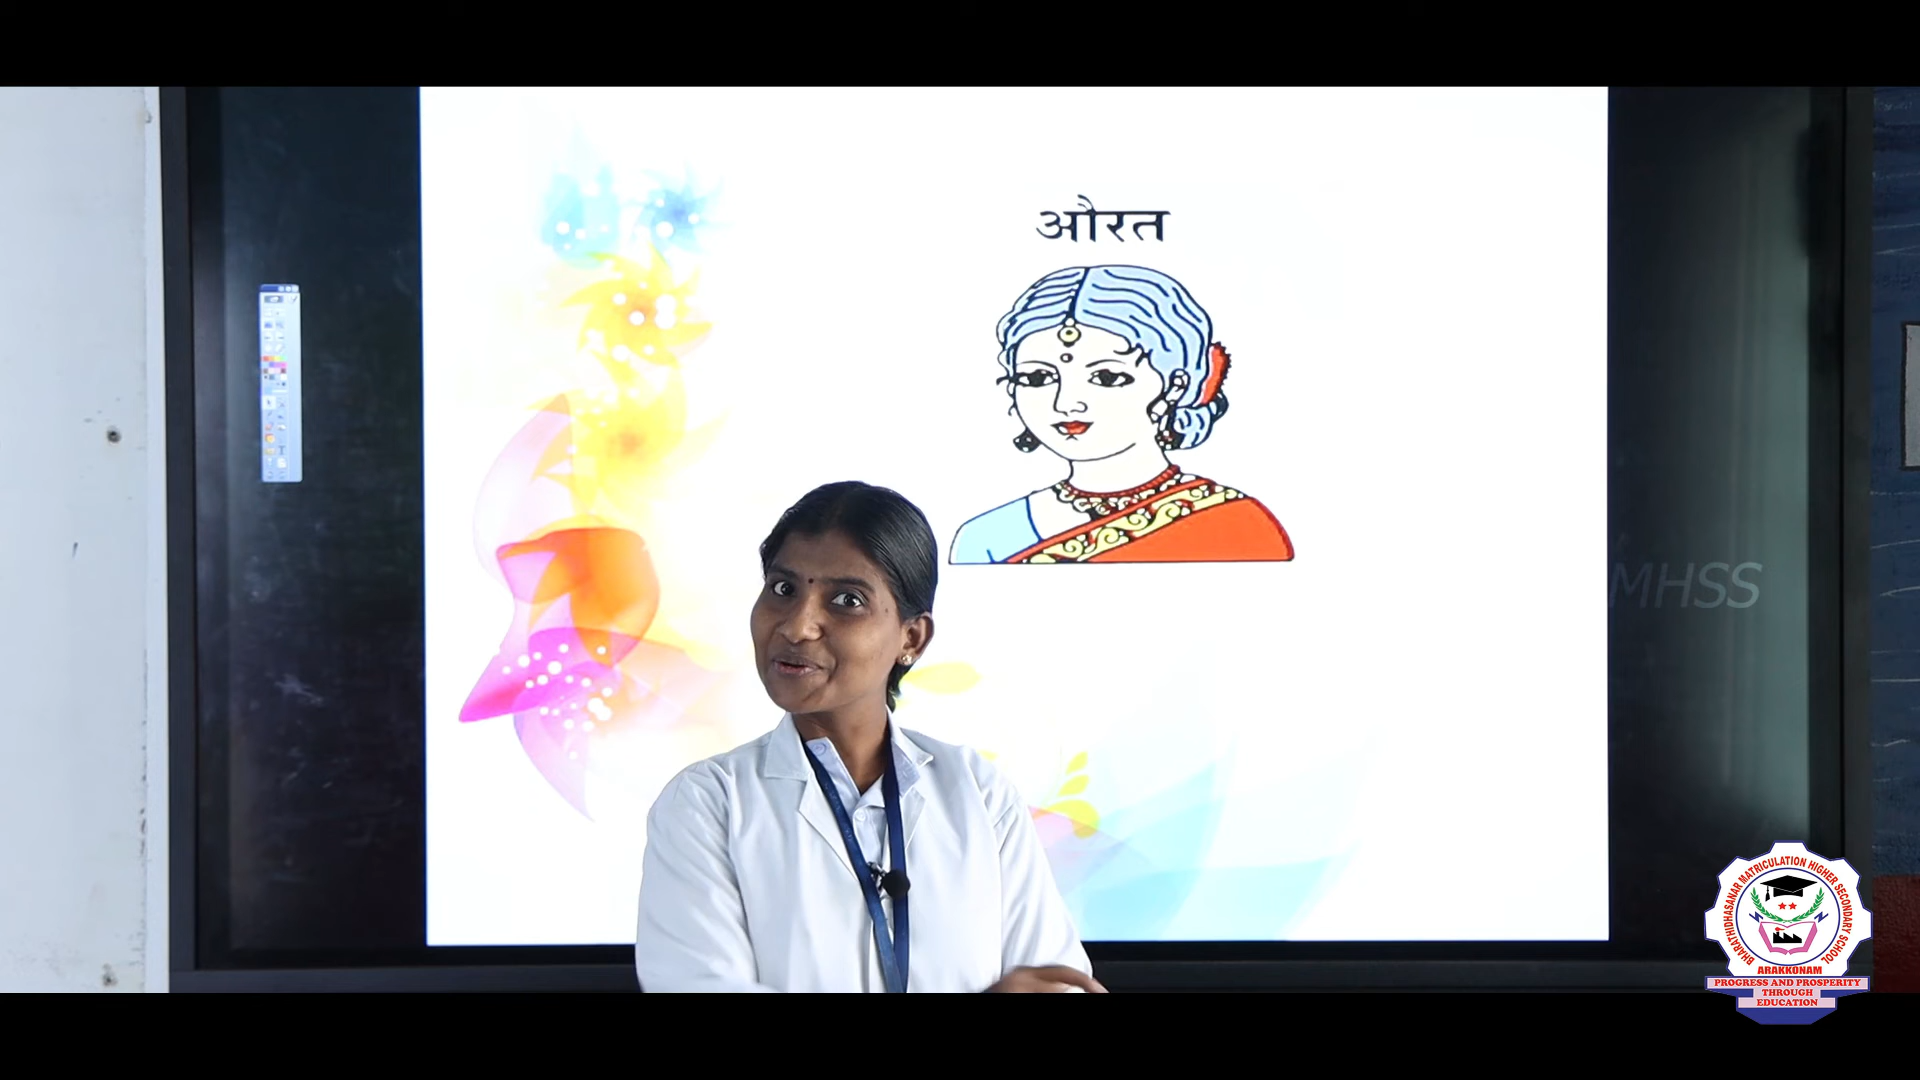 औरत
MHSS
BHARATHIDHASANAR MATRICULATION HIGHER SECONDARY SCHOOL
ARAKKONAM
PROGRESS AND PROSPERITY
THROUGH
EDUCATION